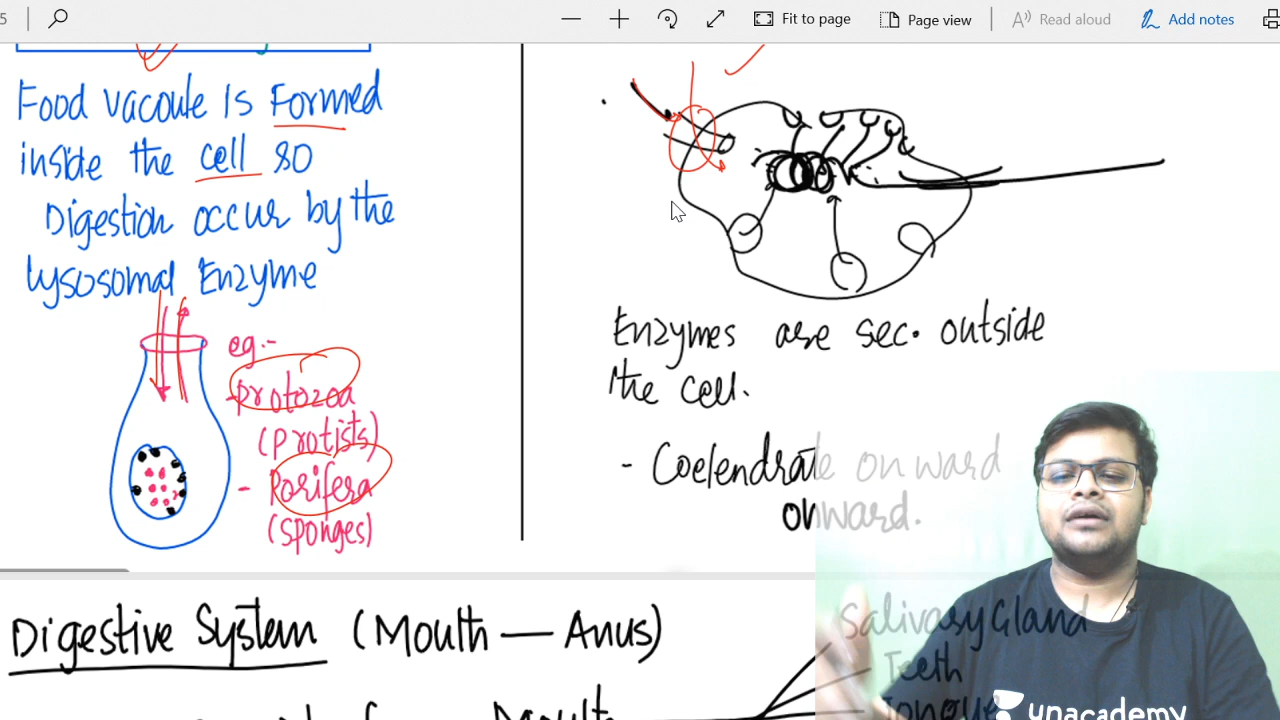 5
Fit to page
Page view
Read aloud
Add notes
Food vacoule is Formed
inside the cell so
Digestion occur by the
lysosomal Enzyme
eg:-
- protozoa
(protists)
- Porifera
(sponges)
Enzymes are sec. outside
the cell.
- Coelendrate onward
onward.
Digestive System (Mouth — Anus)
Salivary Gland
Teeth
Tongue
unacademy